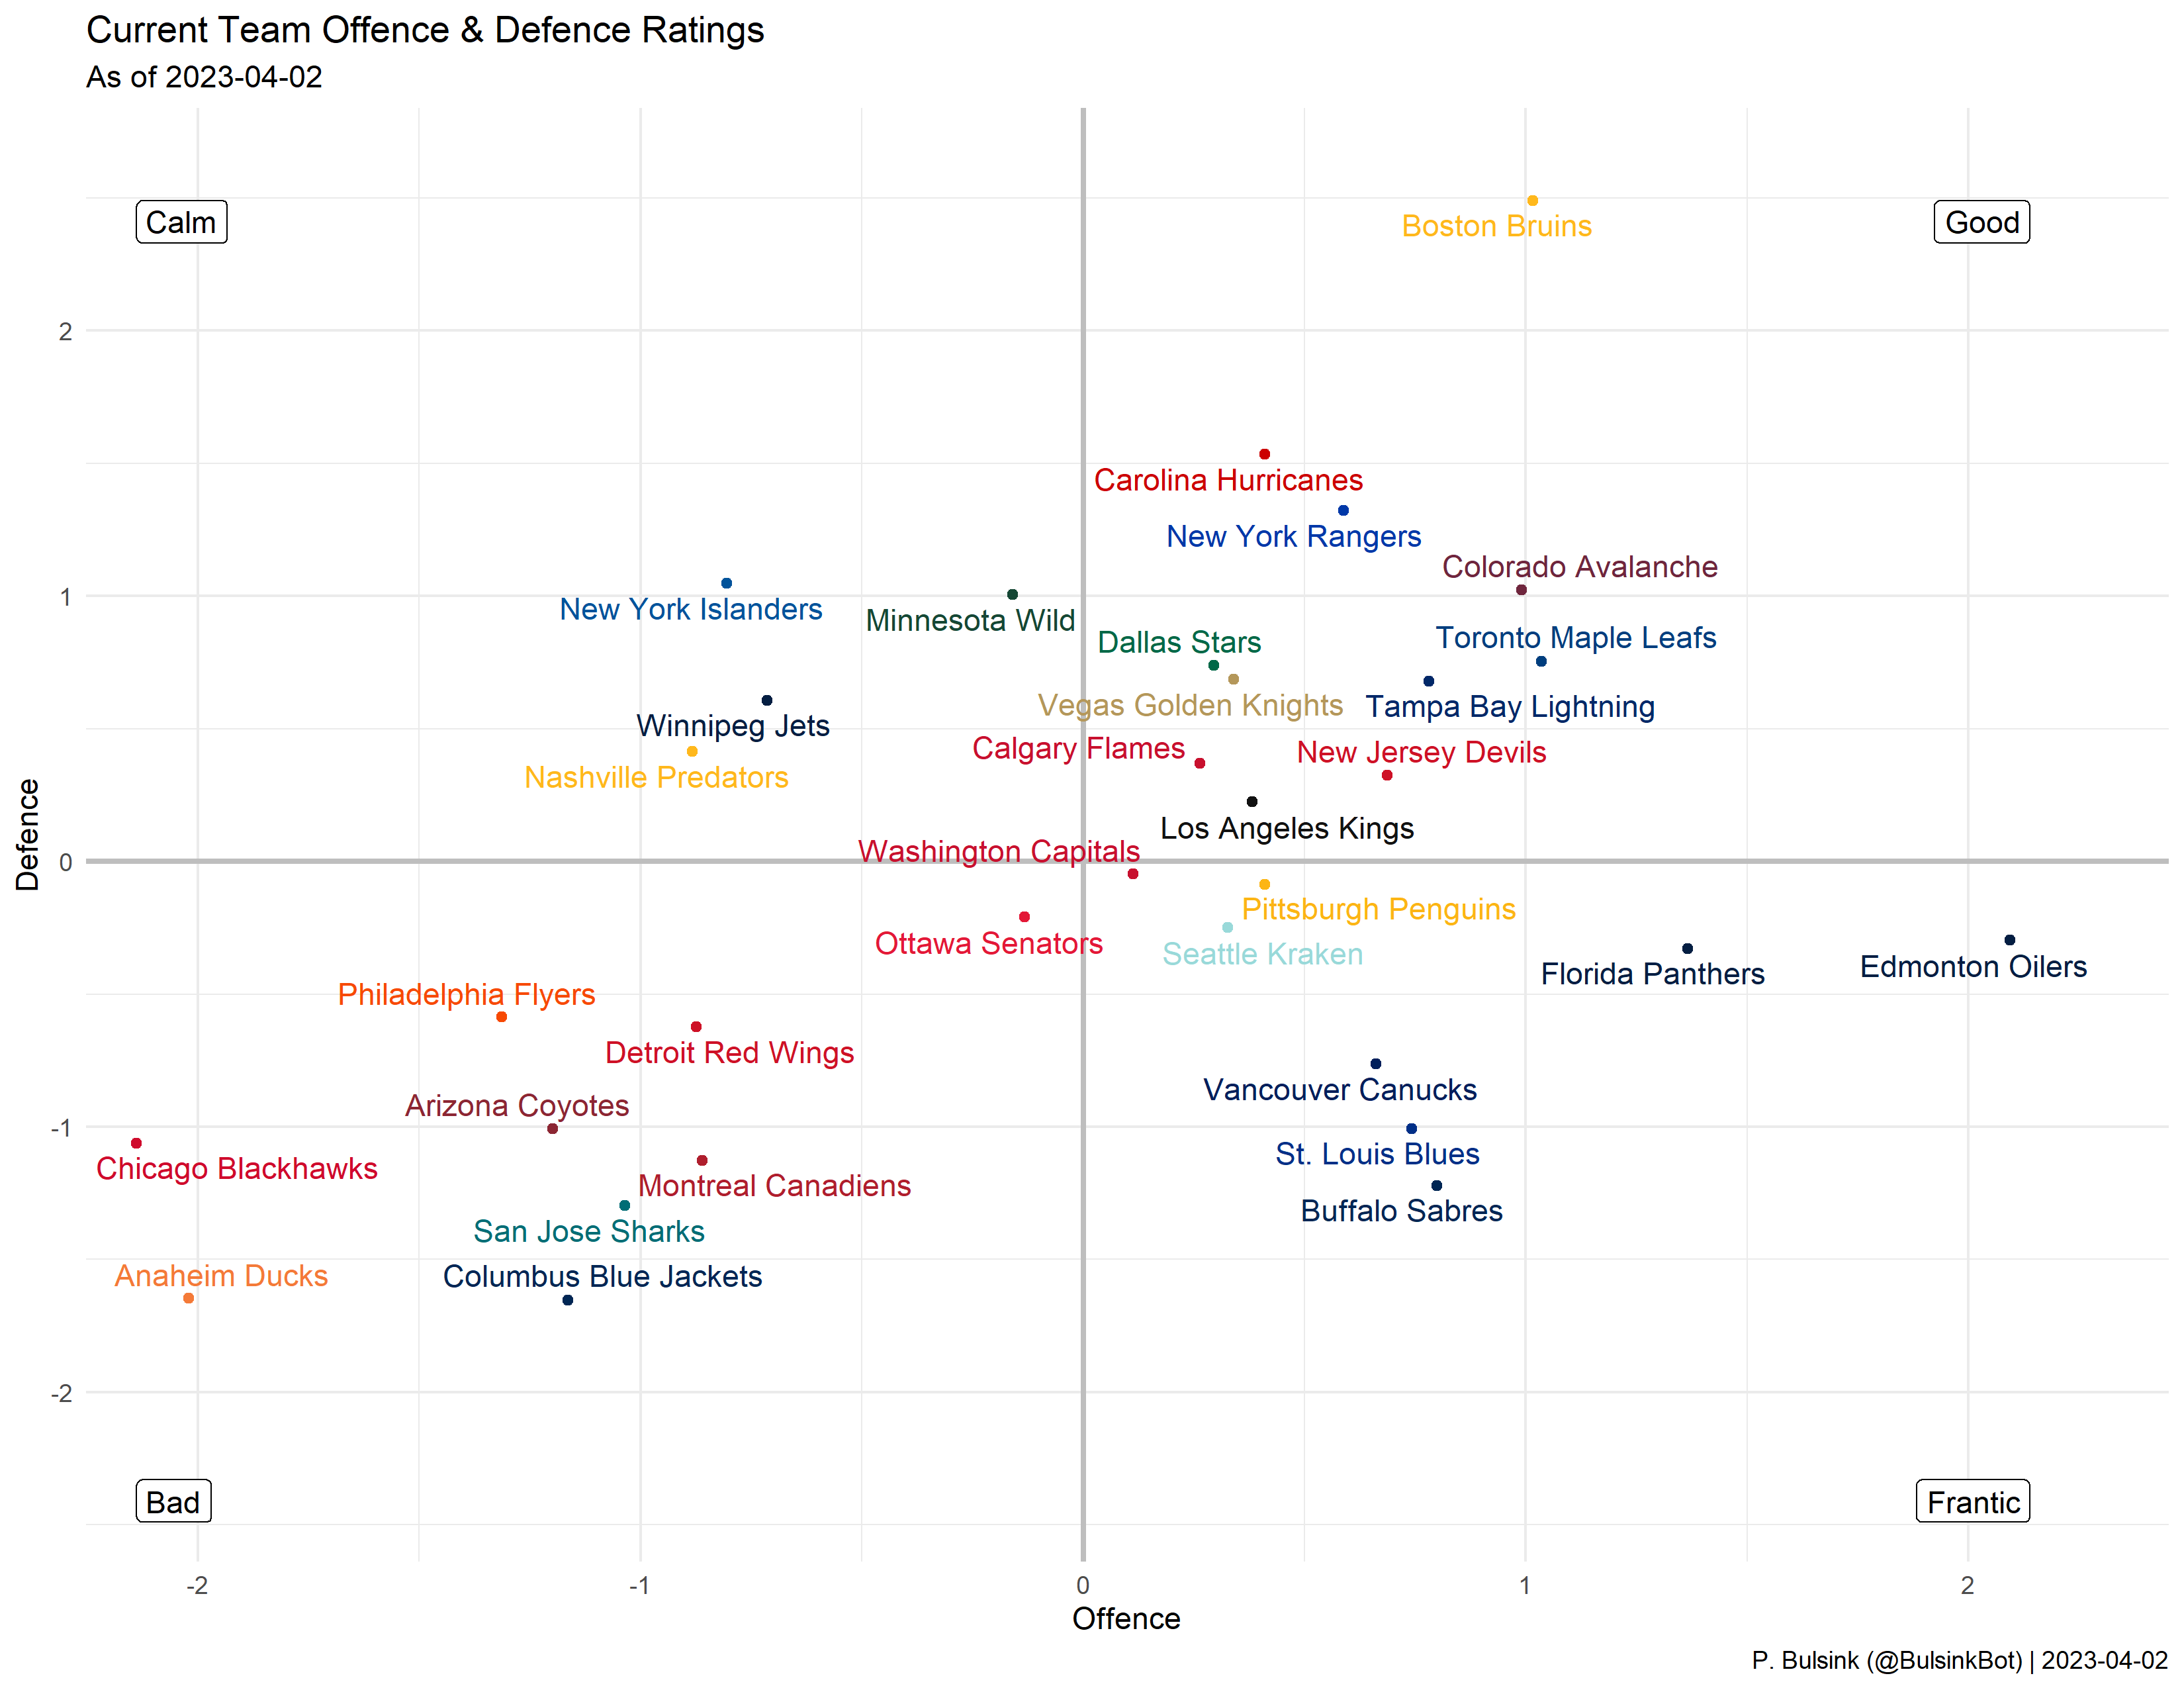 Current Team Offence & Defence Ratings
As of 2023-04-02
Calm
Good
Boston Bruins
2
Carolina Hurricanes
New York Rangers
Colorado Avalanche
1
New York Islanders
Minnesota Wild
Dallas Stars
Toronto Maple Leafs
Vegas Golden Knights
Tampa Bay Lightning
Winnipeg Jets
Calgary Flames
New Jersey Devils
Nashville Predators
Los Angeles Kings
Defence
Washington Capitals
0
Pittsburgh Penguins
Ottawa Senators
Seattle Kraken
Florida Panthers
Edmonton Oilers
Philadelphia Flyers
Detroit Red Wings
Vancouver Canucks
Arizona Coyotes
-1
Chicago Blackhawks
St. Louis Blues
Montreal Canadiens
Buffalo Sabres
San Jose Sharks
Anaheim Ducks
Columbus Blue Jackets
-2
Bad
Frantic
-2 -1 0 1 2
Offence
P. Bulsink (@BulsinkBot) | 2023-04-02